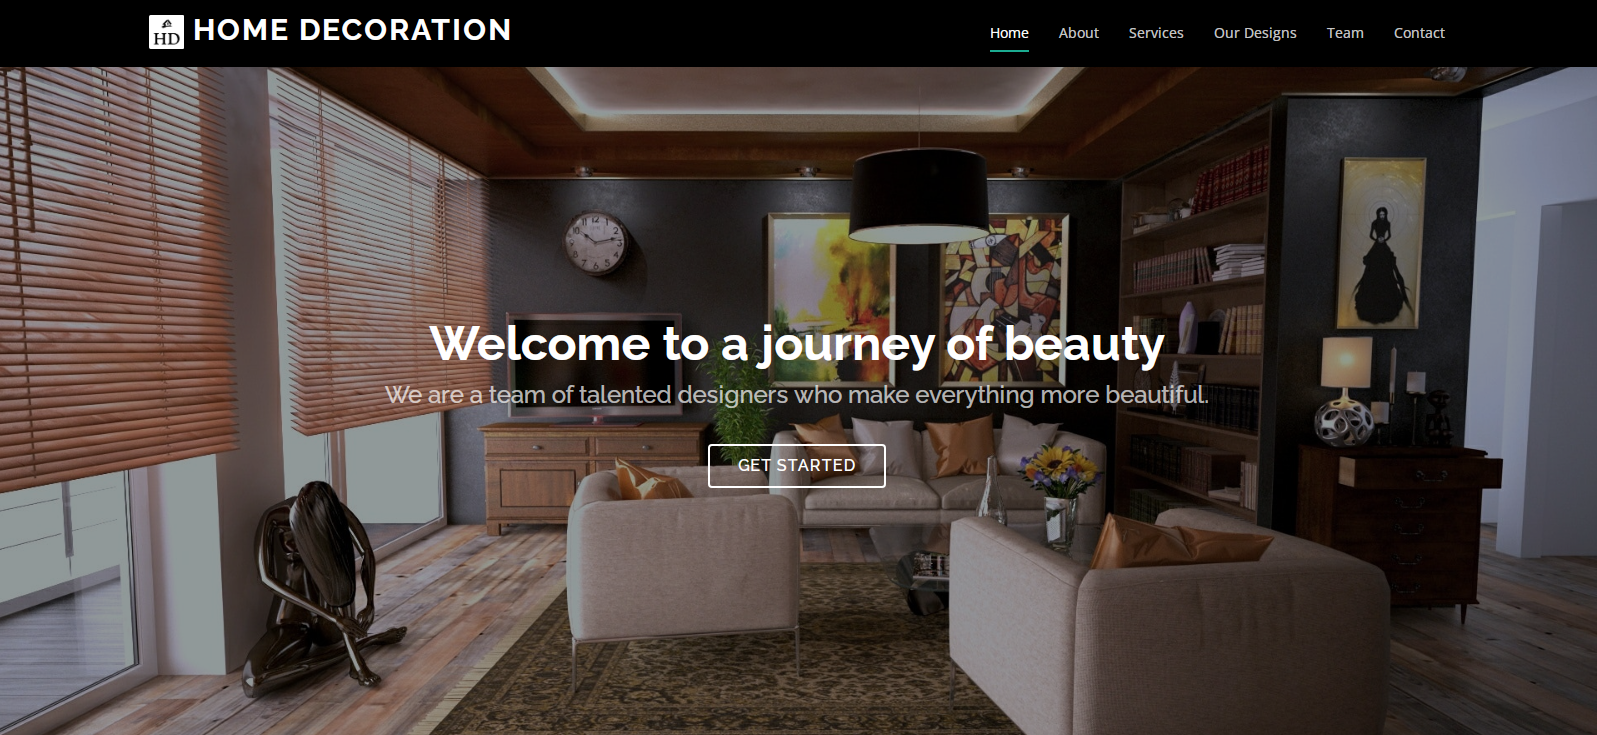 HD
HOME DECORATION
Home
About
Services
Our Designs
Team
Contact
Welcome to a journey of beauty
We are a team of talented designers who make everything more beautiful.
GET STARTED